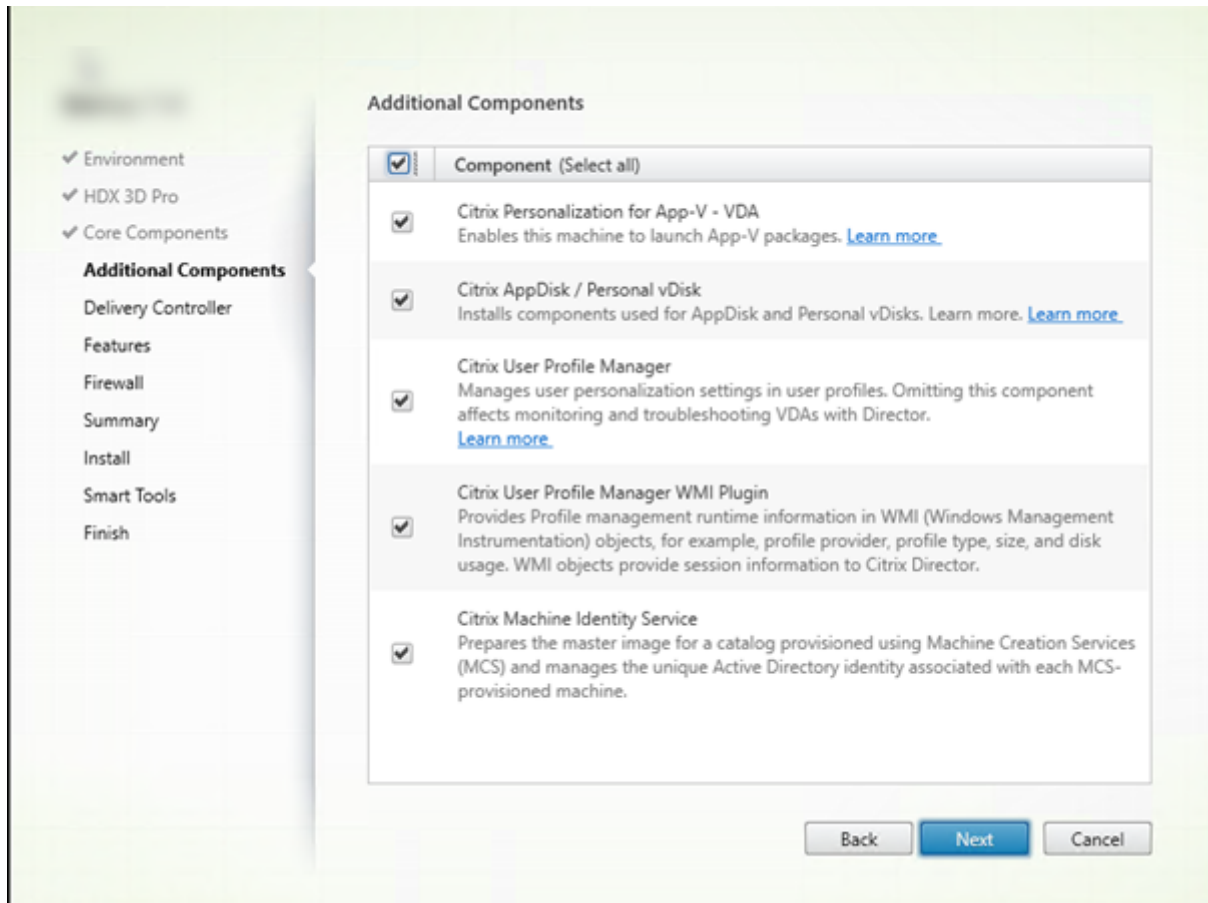 Additional Components
Environment
HDX 3D Pro
Core Components
Additional Components
Delivery Controller
Features
Firewall
Summary
Install
Smart Tools
Finish
Component (Select all)
Citrix Personalization for App-V - VDA
Enables this machine to launch App-V packages. Learn more
Citrix AppDisk / Personal vDisk
Installs components used for AppDisk and Personal vDisks. Learn more. Learn more
Citrix User Profile Manager
Manages user personalization settings in user profiles. Omitting this component
affects monitoring and troubleshooting VDAs with Director.
Learn more
Citrix User Profile Manager WMI Plugin
Provides Profile management runtime information in WMI (Windows Management
Instrumentation) objects, for example, profile provider, profile type, size, and disk
usage. WMI objects provide session information to Citrix Director.
Citrix Machine Identity Service
Prepares the master image for a catalog provisioned using Machine Creation Services
(MCS) and manages the unique Active Directory identity associated with each MCS-
provisioned machine.
Back
Next
Cancel